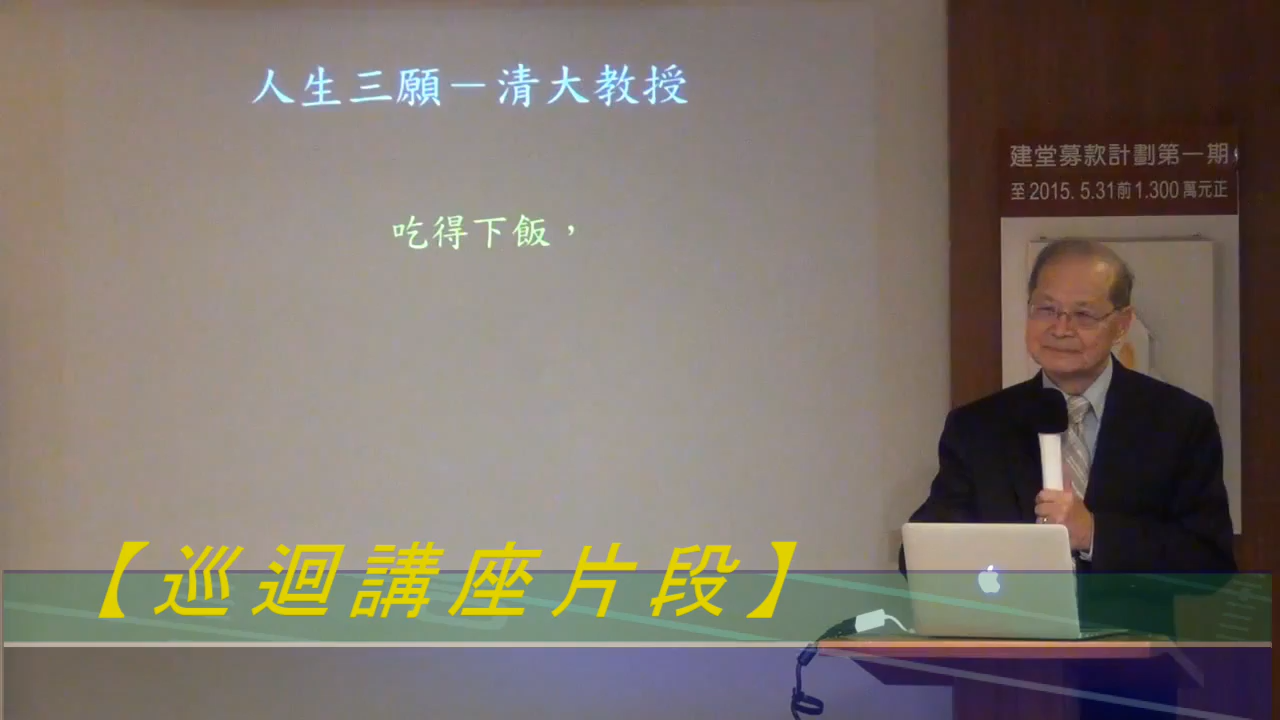 人生三願－清大教授
吃得下飯，
建堂募款計劃第一期
至2015. 5.31前1.300萬元正
【巡迴講座片段】